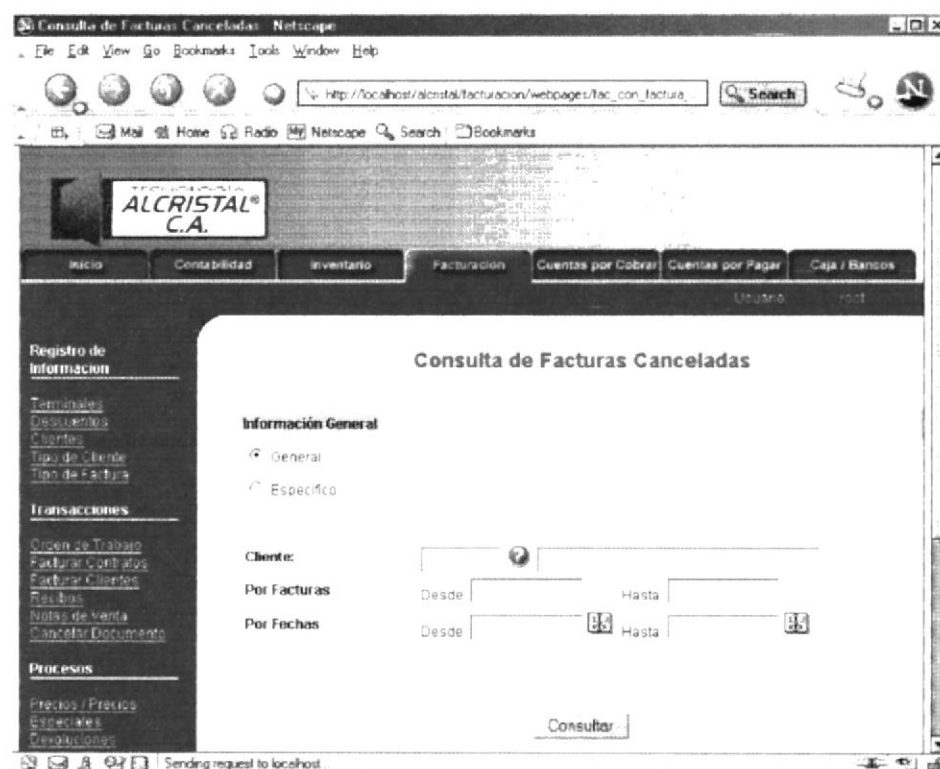 Consulta de Facturas Canceladas - Netscape
File Edit View Go Bookmarks Tools Window Help
http://localhost/alcristal/facturacion/webpages/fac_con_factura_ Search
Mail Home Radio My Netscape Search Bookmarks
ALCRISTAL®
C.A.
Inicio Contabilidad Inventario Facturación Cuentas por Cobrar Cuentas por Pagar Caja / Bancos
Usuario root
Registro de
Informacion
Terminales
Descuentos
Clientes
Tipo de Cliente
Tipo de Factura
Transacciones
Orden de Trabajo
Facturar Contratos
Facturar Clientes
Recibos
Notas de Venta
Cancelar Documento
Procesos
Precios / Precios
Especiales
Devoluciones
Consulta de Facturas Canceladas
Información General
General
Especifico
Cliente:
Por Facturas Desde Hasta
Por Fechas Desde Hasta
Consultar
Sending request to localhost...